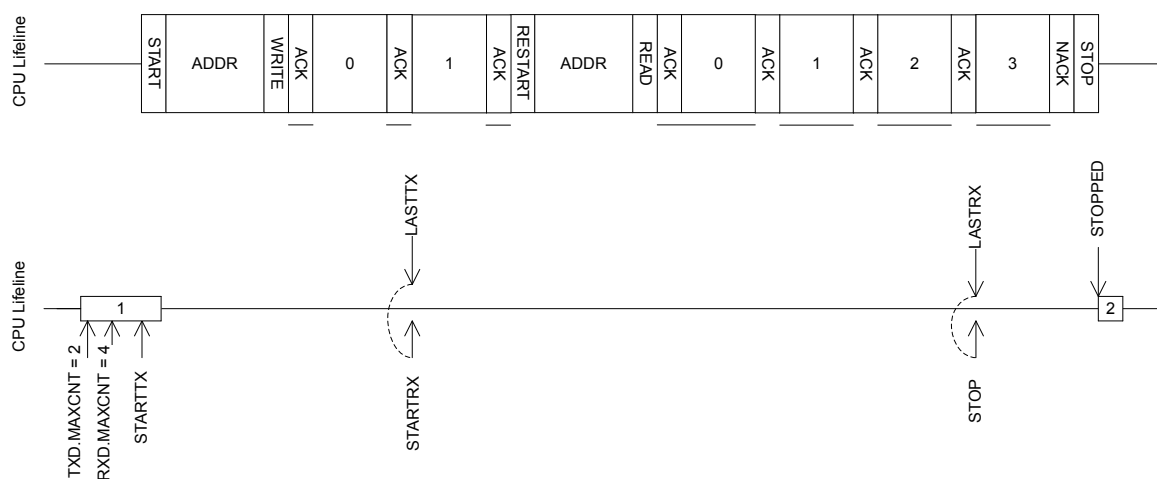 CPU Lifeline
START
ADDR
WRITE
ACK
0
ACK
1
ACK
RESTART
ADDR
READ
ACK
0
ACK
1
ACK
2
ACK
3
NACK
STOP
CPU Lifeline
LASTTX
LASTRX
STOPPED
1
2
TXD.MAXCNT = 2
RXD.MAXCNT = 4
STARTTX
STARTRX
STOP